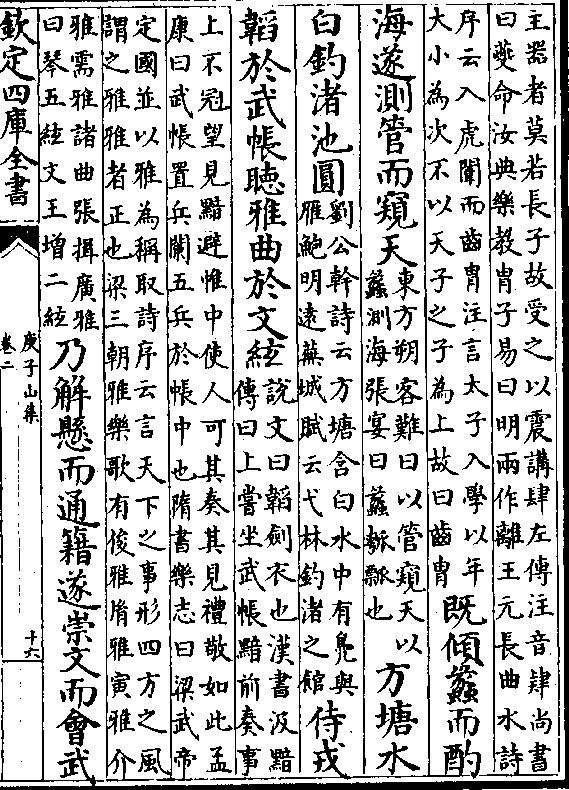 主器者莫若長子故受之以震講肆左傳注音肄尚書
曰夔命汝典樂教胄子易曰明兩作離王元長曲水詩
序云入虎闈而齒胄注言太子入學以年
大小為次不以天子之子為上故曰齒胄
既傾蠡而酌
海遂測管而窺天
東方朔客難曰以管窺天以
蠡測海張宴曰蠡瓠瓢也
方塘水
白釣渚池圓
劉公幹詩云方塘含白水中有鳧與
雁鮑明遠蕪城賦云弋林釣渚之館
侍戎
韜於武帳聽雅曲於文絃
說文曰韜劍衣也漢書汲黯
傳曰上嘗坐武帳黯前奏事
上不冠望見黯避帷中使人可其奏其見禮敬如此孟
康曰武帳置兵闌五兵於帳中也隋書樂志曰梁武帝
定國並以雅為稱取詩序云言天下之事形四方之風
謂之雅雅者正也梁三朝雅樂歌有俊雅胤雅寅雅介
雅需雅諸曲張揖廣雅
曰琴五絃文王增二絃
乃解懸而通籍遂崇文而會武
欽定四庫全書
庾子山集
卷二
十六